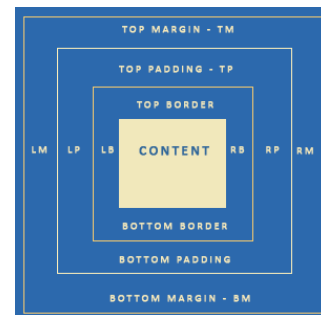 TOP MARGIN - TM
TOP PADDING - TP
TOP BORDER
LM LP LB CONTENT RB RP RM
BOTTOM BORDER
BOTTOM PADDING
BOTTOM MARGIN - BM